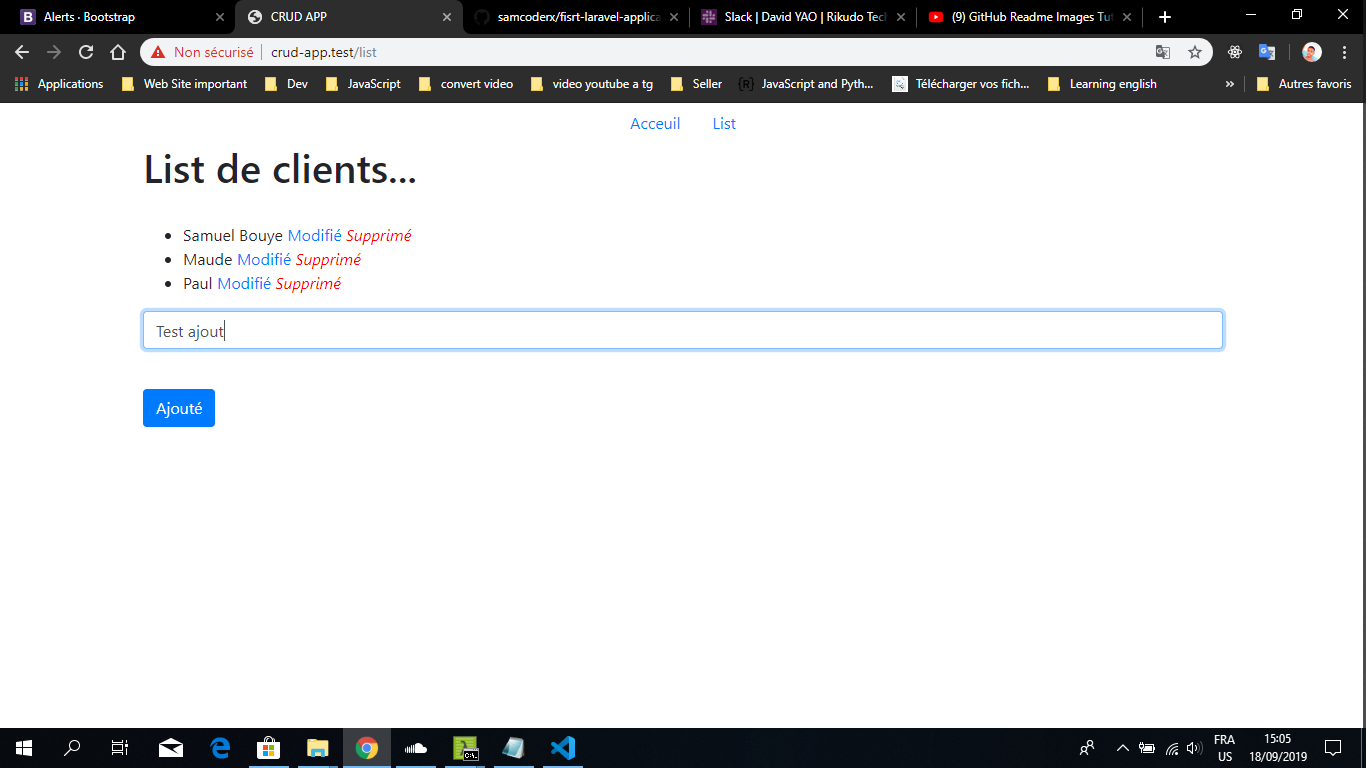 Alerts · Bootstrap
CRUD APP
samcoderx/fisrt-laravel-applica
Slack | David YAO | Rikudo Tech
(9) GitHub Readme Images Tut
Non sécurisé
crud-app.test/list
Applications
Web Site important
Dev
JavaScript
convert video
video youtube a tg
Seller
JavaScript and Pyth...
Télécharger vos fich...
Learning english
»
Autres favoris
Acceuil
List
List de clients...
Samuel Bouye Modifié Supprimé
Maude Modifié Supprimé
Paul Modifié Supprimé
Test ajout
Ajouté
FRA
US
15:05
18/09/2019